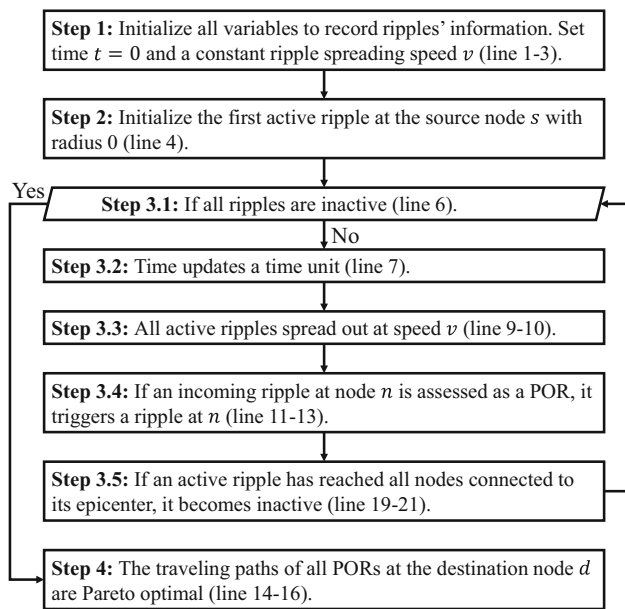 Step 1: Initialize all variables to record ripples' information. Set
time t = 0 and a constant ripple spreading speed v (line 1-3).
Step 2: Initialize the first active ripple at the source node s with
radius 0 (line 4).
Yes
Step 3.1: If all ripples are inactive (line 6).
No
Step 3.2: Time updates a time unit (line 7).
Step 3.3: All active ripples spread out at speed v (line 9-10).
Step 3.4: If an incoming ripple at node n is assessed as a POR, it
triggers a ripple at n (line 11-13).
Step 3.5: If an active ripple has reached all nodes connected to
its epicenter, it becomes inactive (line 19-21).
Step 4: The traveling paths of all PORs at the destination node d
are Pareto optimal (line 14-16).